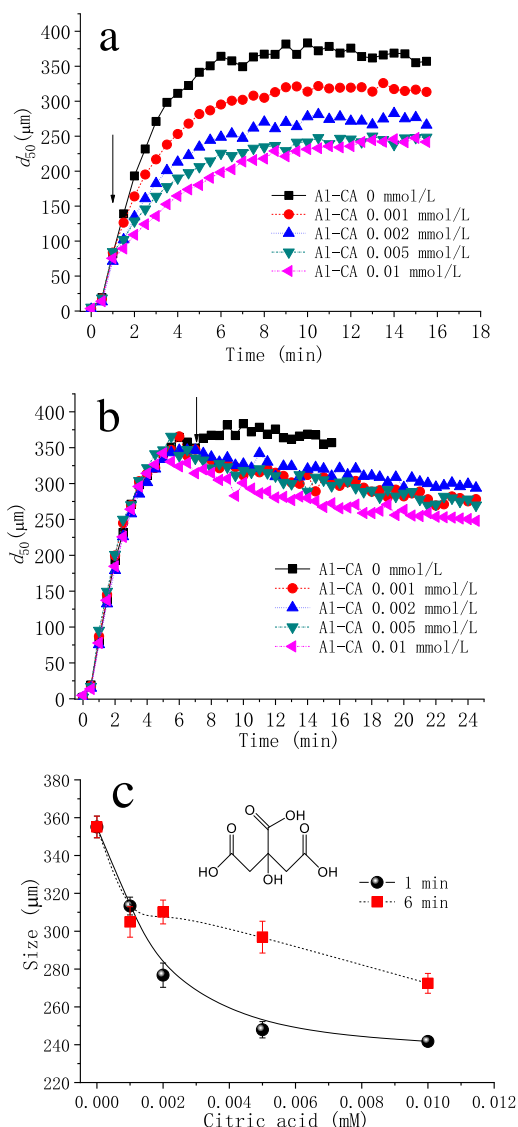 a
400
350
300
250
200
150
100
50
0
d50(μm)
Al-CA 0 mmol/L
Al-CA 0.001 mmol/L
Al-CA 0.002 mmol/L
Al-CA 0.005 mmol/L
Al-CA 0.01 mmol/L
0 2 4 6 8 10 12 14 16 18
Time (min)
b
400
350
300
250
200
150
100
50
0
d50(μm)
Al-CA 0 mmol/L
Al-CA 0.001 mmol/L
Al-CA 0.002 mmol/L
Al-CA 0.005 mmol/L
Al-CA 0.01 mmol/L
0 2 4 6 8 10 12 14 16 18 20 22 24
Time (min)
c
380
360
340
320
300
280
260
240
220
Size (μm)
O OH
O O
HO OH OH
1 min
6 min
0.000 0.002 0.004 0.006 0.008 0.010 0.012
Citric acid (mM)